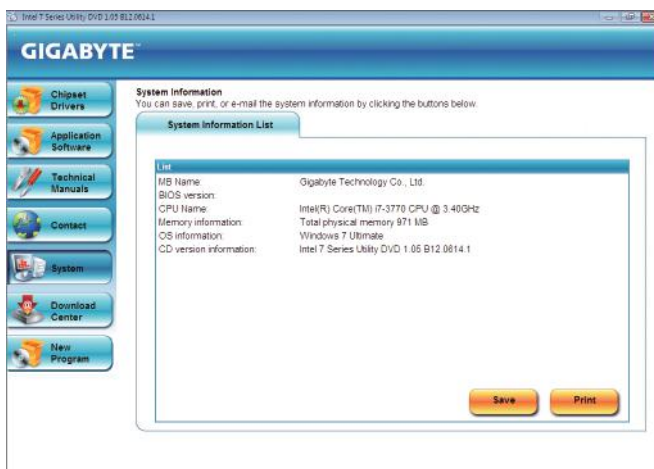 Intel 7 Series Utility DVD 1.05 B12.0614.1
GIGABYTE™
Chipset
Drivers
Application
Software
Technical
Manuals
Contact
System
Download
Center
New
Program
System Information
You can save, print, or e-mail the system information by clicking the buttons below.
System Information List
List
MB Name: Gigabyte Technology Co., Ltd.
BIOS version:
CPU Name: Intel(R) Core(TM) i7-3770 CPU @ 3.40GHz
Memory information: Total physical memory 971 MB
OS information: Windows 7 Ultimate
CD version information: Intel 7 Series Utility DVD 1.05 B12.0614.1
Save Print